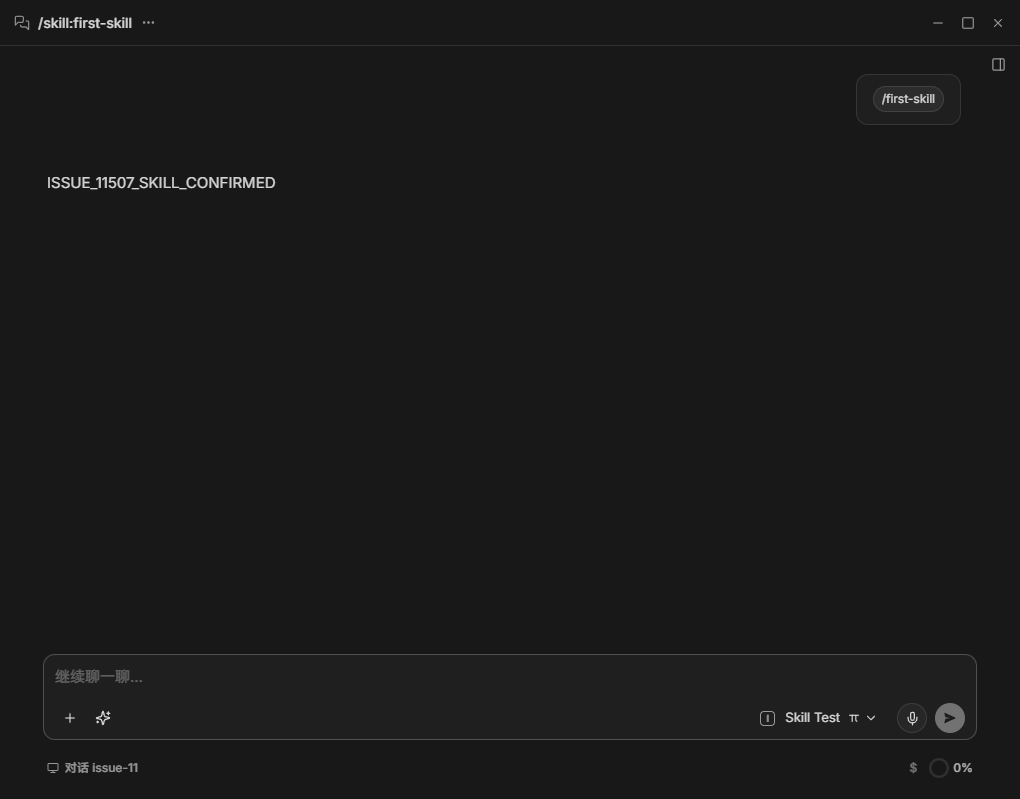 /skill:first-skill ···
/first-skill
ISSUE_11507_SKILL_CONFIRMED
继续聊一聊...
Skill Test π
对话 issue-11
$ 0%